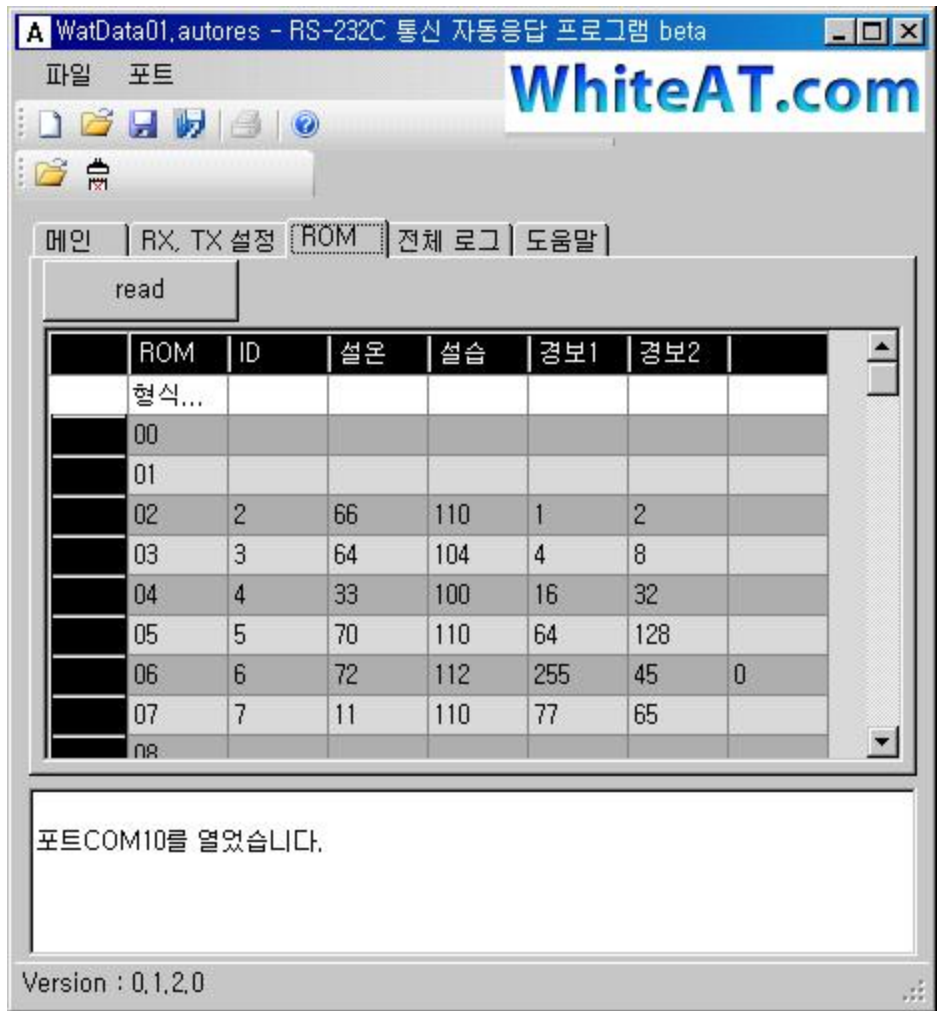 A WatData01.autores - RS-232C 통신 자동응답 프로그램 beta
파일 포트
WhiteAT.com
메인 RX, TX 설정 ROM 전체 로그 도움말
read
ROM ID 설온 설습 경보1 경보2
형식...
00
01
02 2 66 110 1 2
03 3 64 104 4 8
04 4 33 100 16 32
05 5 70 110 64 128
06 6 72 112 255 45 0
07 7 11 110 77 65
08
포트COM10를 열었습니다.
Version : 0.1.2.0